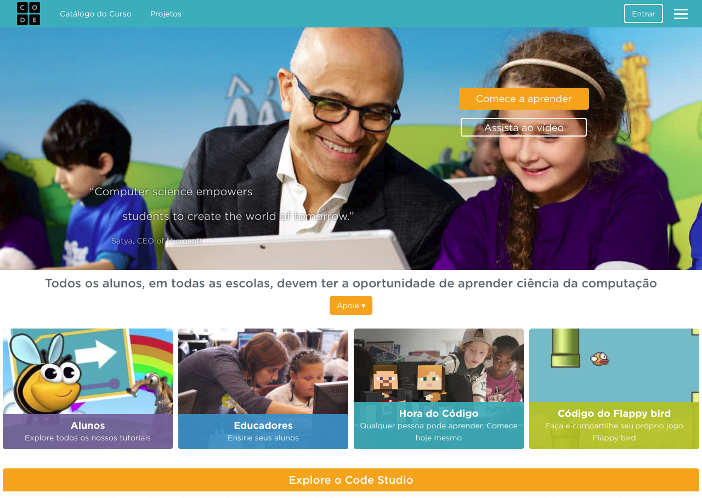 CO
DE
Catálogo do Curso
Projetos
Entrar
Comece a aprender
Assista ao vídeo
“Computer science empowers
students to create the world of tomorrow.”
Satya, CEO of Microsoft
Todos os alunos, em todas as escolas, devem ter a oportunidade de aprender ciência da computação
Apoie ▾
Alunos
Explore todos os nossos tutoriais
Educadores
Ensine seus alunos
Hora do Código
Qualquer pessoa pode aprender. Comece
hoje mesmo
Código do Flappy bird
Faça e compartilhe seu próprio jogo
Flappy bird
Explore o Code Studio